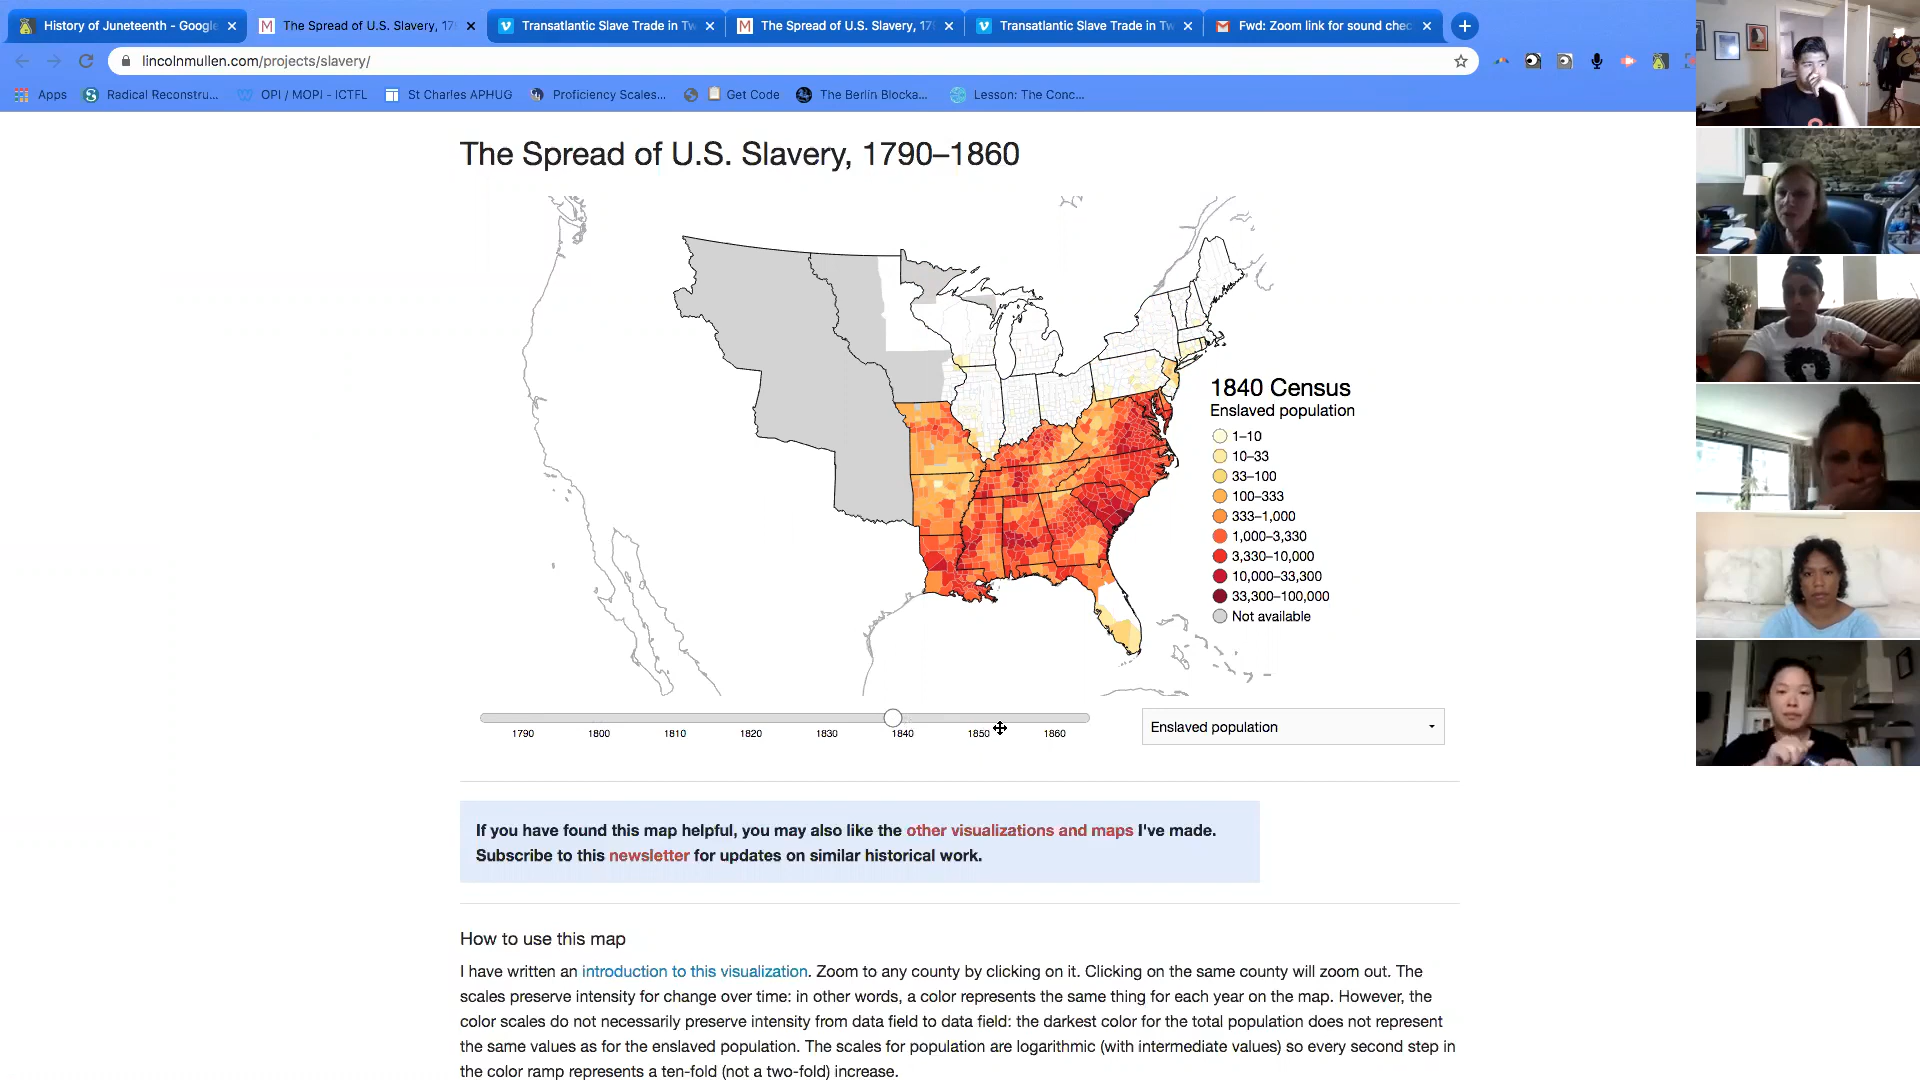 History of Juneteenth - Google
The Spread of U.S. Slavery, 17
Transatlantic Slave Trade in Tw
The Spread of U.S. Slavery, 17
Transatlantic Slave Trade in Tw
Fwd: Zoom link for sound chec
lincolnmullen.com/projects/slavery/
Apps
Radical Reconstru...
OPI / MOPI - ICTFL
St Charles APHUG
Proficiency Scales...
Get Code
The Berlin Blocka...
Lesson: The Conc...
The Spread of U.S. Slavery, 1790–1860
1840 Census
Enslaved population
1–10
10–33
33–100
100–333
333–1,000
1,000–3,330
3,330–10,000
10,000–33,300
33,300–100,000
Not available
1790 1800 1810 1820 1830 1840 1850 1860
Enslaved population
If you have found this map helpful, you may also like the other visualizations and maps I've made.
Subscribe to this newsletter for updates on similar historical work.
How to use this map
I have written an introduction to this visualization. Zoom to any county by clicking on it. Clicking on the same county will zoom out. The
scales preserve intensity for change over time: in other words, a color represents the same thing for each year on the map. However, the
color scales do not necessarily preserve intensity from data field to data field: the darkest color for the total population does not represent
the same values as for the enslaved population. The scales for population are logarithmic (with intermediate values) so every second step in
the color ramp represents a ten-fold (not a two-fold) increase.